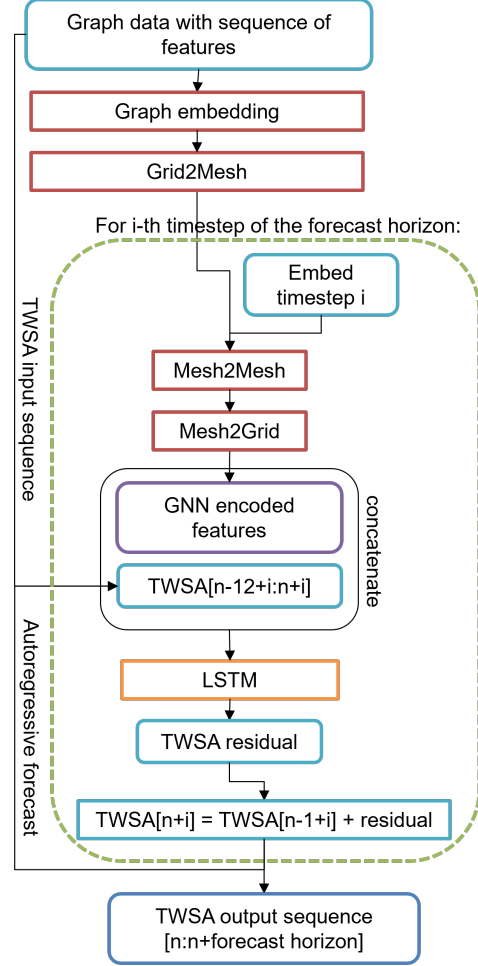 Graph data with sequence of
features
Graph embedding
Grid2Mesh
For i-th timestep of the forecast horizon:
Embed
timestep i
TWSA input sequence
Mesh2Mesh
Mesh2Grid
GNN encoded
features
concatenate
TWSA[n-12+i:n+i]
Autoregressive forecast
LSTM
TWSA residual
TWSA[n+i] = TWSA[n-1+i] + residual
TWSA output sequence
[n:n+forecast horizon]